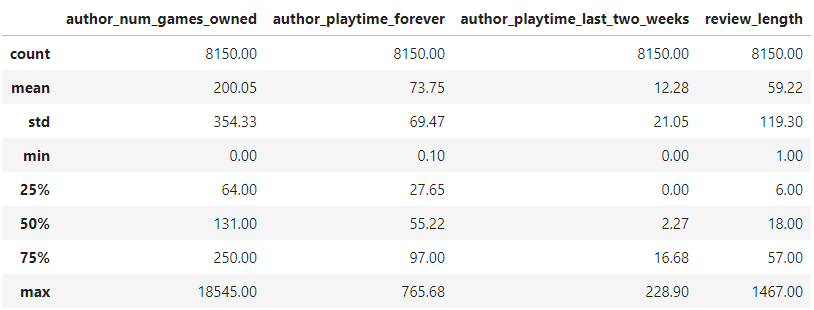 author_num_games_owned author_playtime_forever author_playtime_last_two_weeks review_length
count 8150.00 8150.00 8150.00 8150.00
mean 200.05 73.75 12.28 59.22
std 354.33 69.47 21.05 119.30
min 0.00 0.10 0.00 1.00
25% 64.00 27.65 0.00 6.00
50% 131.00 55.22 2.27 18.00
75% 250.00 97.00 16.68 57.00
max 18545.00 765.68 228.90 1467.00